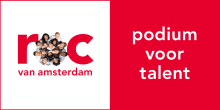 roc
van amsterdam
podium
voor
talent